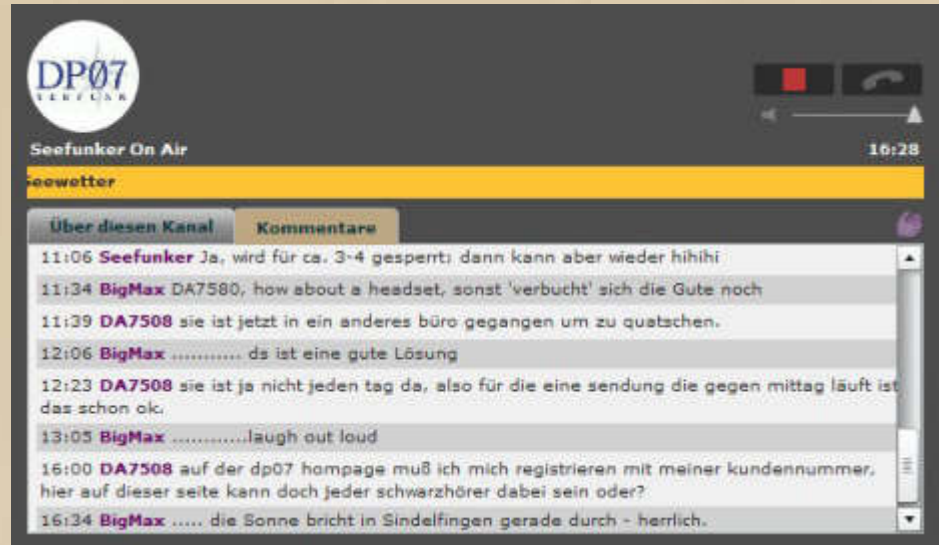 DP07
SEEFUNK
Seefunker On Air
16:28
Seewetter
Über diesen Kanal
Kommentare
11:06 Seefunker Ja, wird für ca. 3-4 gesperrt; dann kann aber wieder hihihi
11:34 BigMax DA7580, how about a headset, sonst 'verbucht' sich die Gute noch
11:39 DA7508 sie ist jetzt in ein anderes büro gegangen um zu quatschen.
12:06 BigMax ........... ds ist eine gute Lösung
12:23 DA7508 sie ist ja nicht jeden tag da, also für die eine sendung die gegen mittag läuft ist
das schon ok.
13:05 BigMax ............laugh out loud
16:00 DA7508 auf der dp07 hompage muß ich mich registrieren mit meiner kundennummer,
hier auf dieser seite kann doch jeder schwarzhörer dabei sein oder?
16:34 BigMax ..... die Sonne bricht in Sindelfingen gerade durch - herrlich.